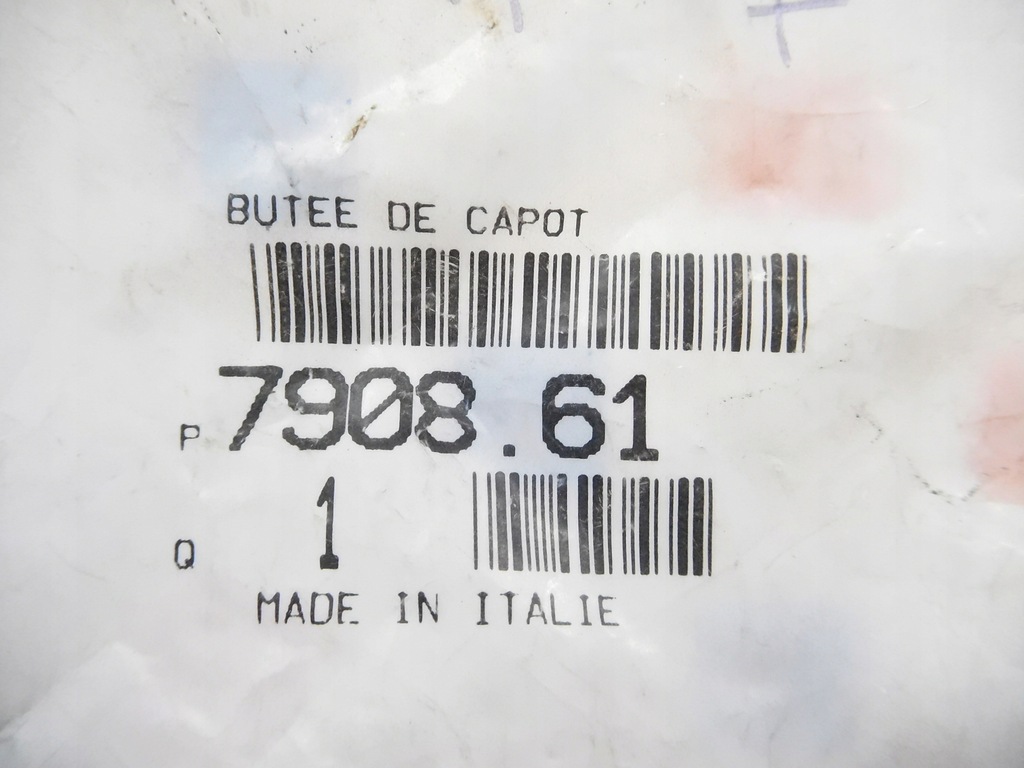 BUTEE DE CAPOT
P 7908.61
Q 1
MADE IN ITALIE